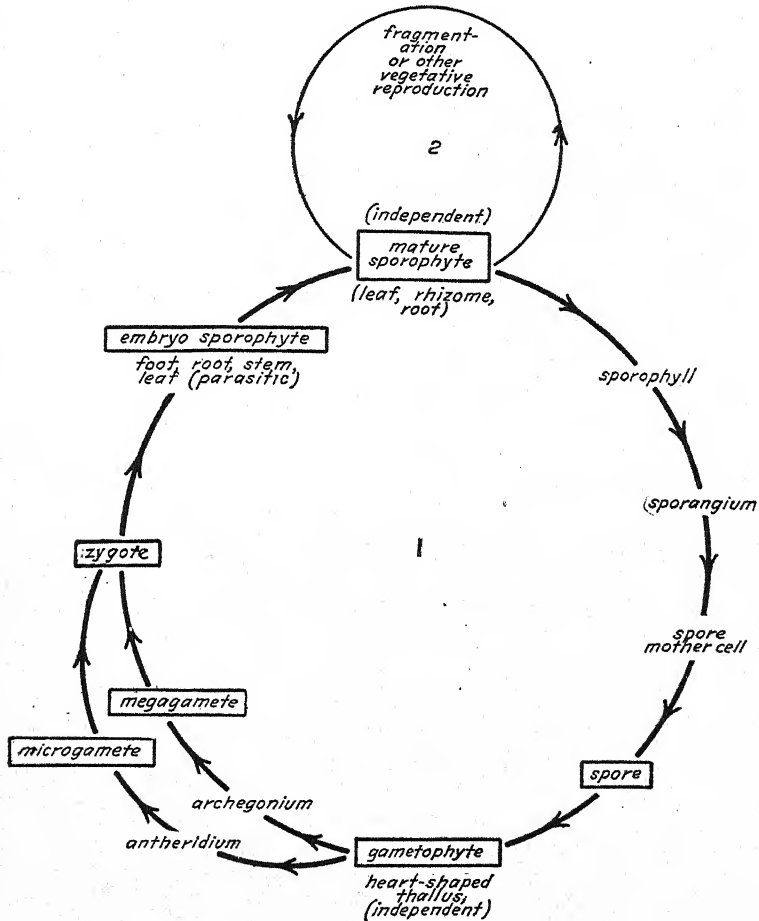 fragment-
ation
or other
vegetative
reproduction
2
(independent)
mature
sporophyte
(leaf, rhizome,
root)
embryo sporophyte
foot, root, stem,
leaf (parasitic)
sporophyll
sporangium
zygote
1
spore
mother cell
megagamete
microgamete
spore
archegonium
antheridium
gametophyte
heart-shaped
thallus,
(independent)